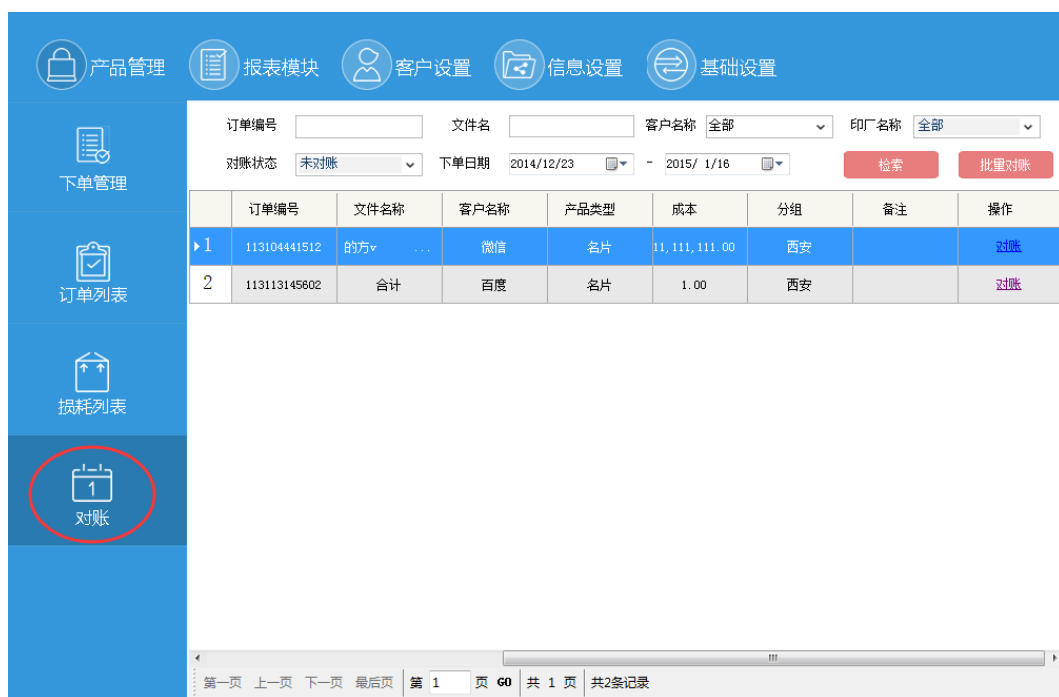 产品管理 报表模块 客户设置 信息设置 基础设置
下单管理
订单列表
损耗列表
1
对账
订单编号 文件名 客户名称 全部 印厂名称 全部
对账状态 未对账 下单日期 2014/12/23 - 2015/ 1/16 检索 批量对账
订单编号 文件名称 客户名称 产品类型 成本 分组 备注 操作
1 113104441512 的方v ... 微信 名片 11,111,111.00 西安 对账
2 113113145602 合计 百度 名片 1.00 西安 对账
第一页 上一页 下一页 最后页 第 1 页 GO 共 1 页 共2条记录